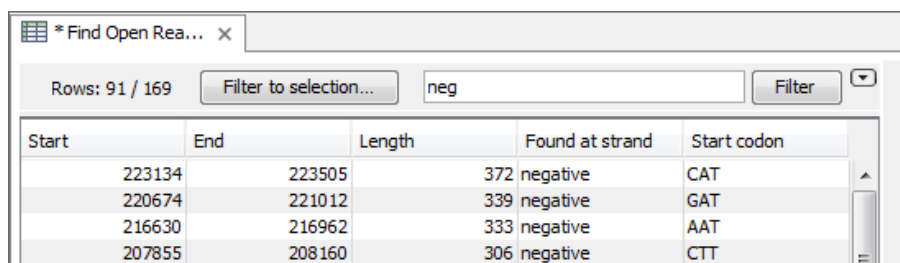 * Find Open Rea...
Rows: 91 / 169 Filter to selection... neg Filter
Start End Length Found at strand Start codon
223134 223505 372 negative CAT
220674 221012 339 negative GAT
216630 216962 333 negative AAT
207855 208160 306 negative CTT